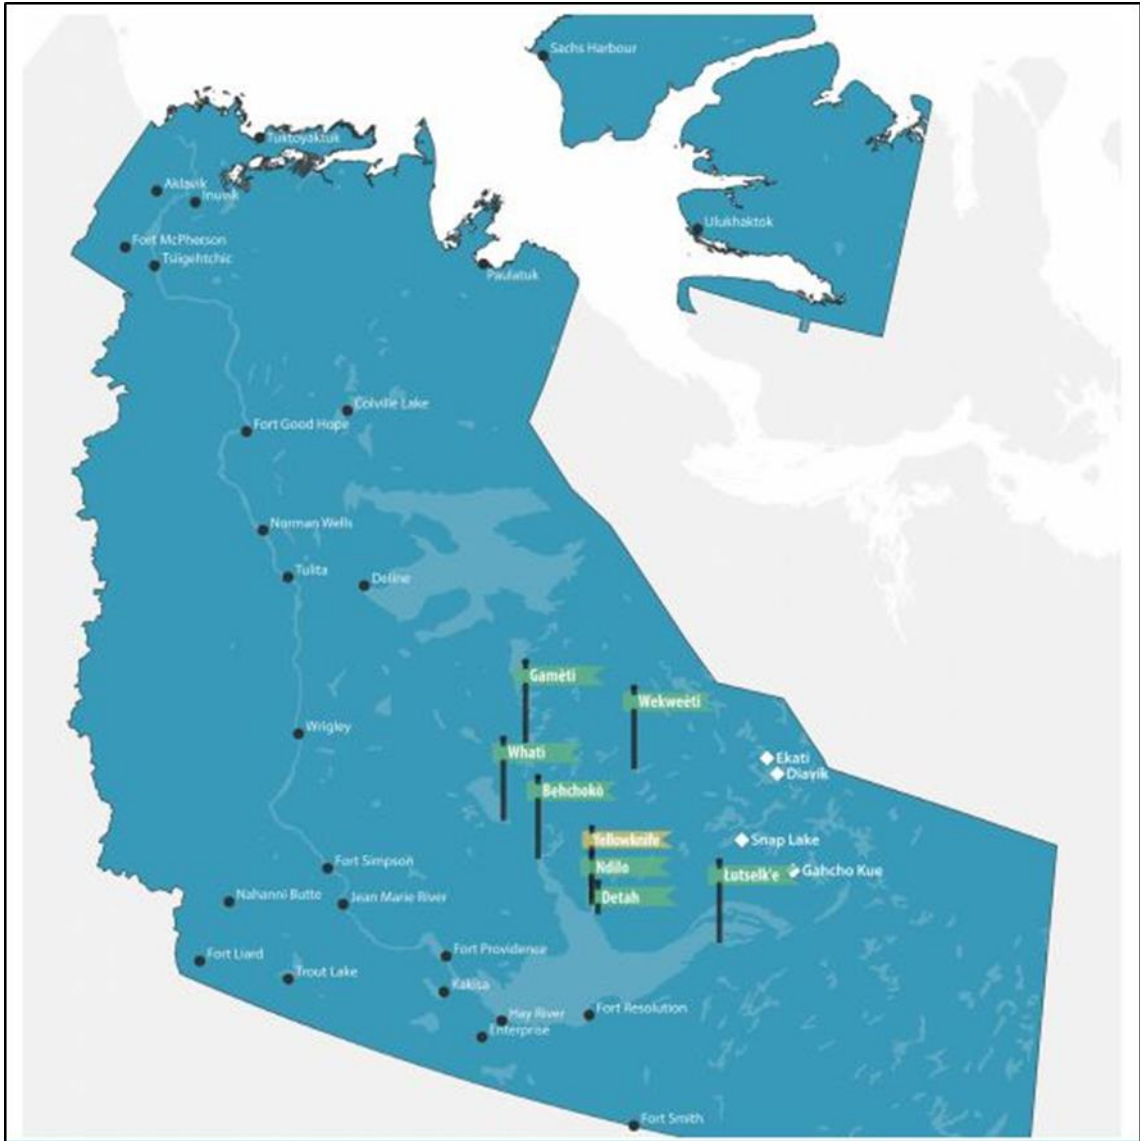 Sachs Harbour
Tuktoyaktuk
Aklavik
Inuvik
Ulukhaktok
Fort McPherson
Tsiigehtchic
Paulatuk
Colville Lake
Fort Good Hope
Norman Wells
Tulita
Deline
Gamètì
Wekweètì
Wrigley
Whatì
Ekati
Diavik
Behchokò
Yellowknife
Snap Lake
Fort Simpson
Ndilo
Łutselk'e
Gahcho Kue
Nahanni Butte
Jean Marie River
Detah
Fort Liard
Fort Providence
Trout Lake
Kakisa
Hay River
Fort Resolution
Enterprise
Fort Smith